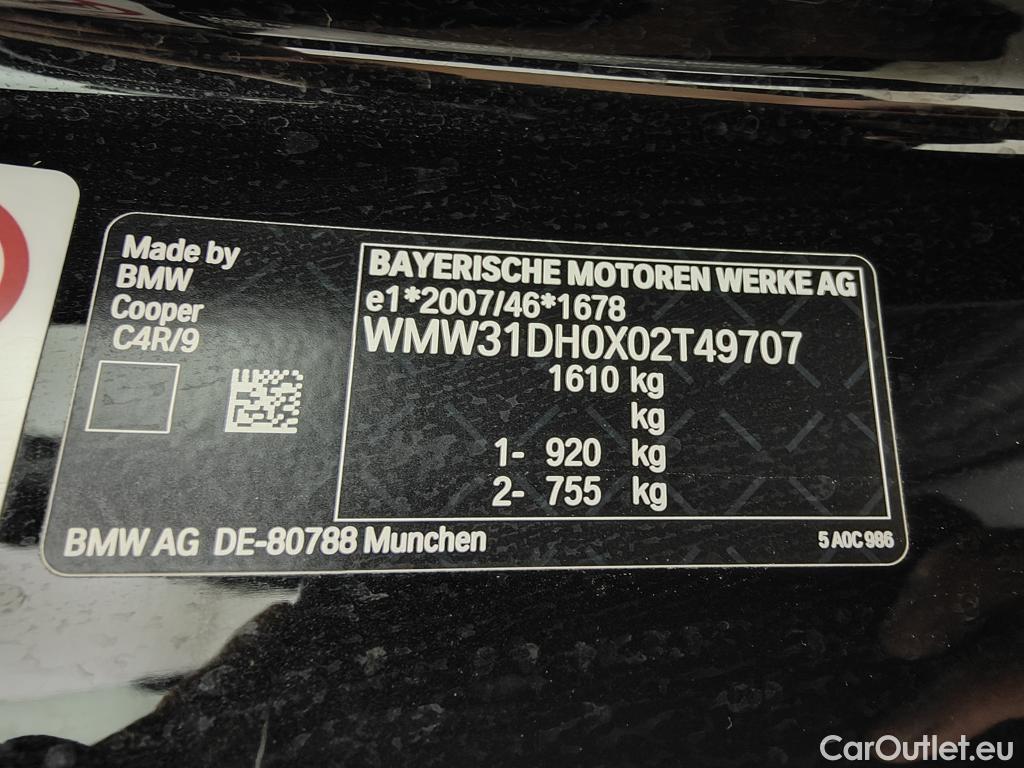 Made by
BMW
Cooper
C4R/9
BAYERISCHE MOTOREN WERKE AG
e1*2007/46*1678
WMW31DH0X02T49707
1610 kg
kg
1- 920 kg
2- 755 kg
BMW AG DE-80788 Munchen
5 A0C 986
CarOutlet.eu